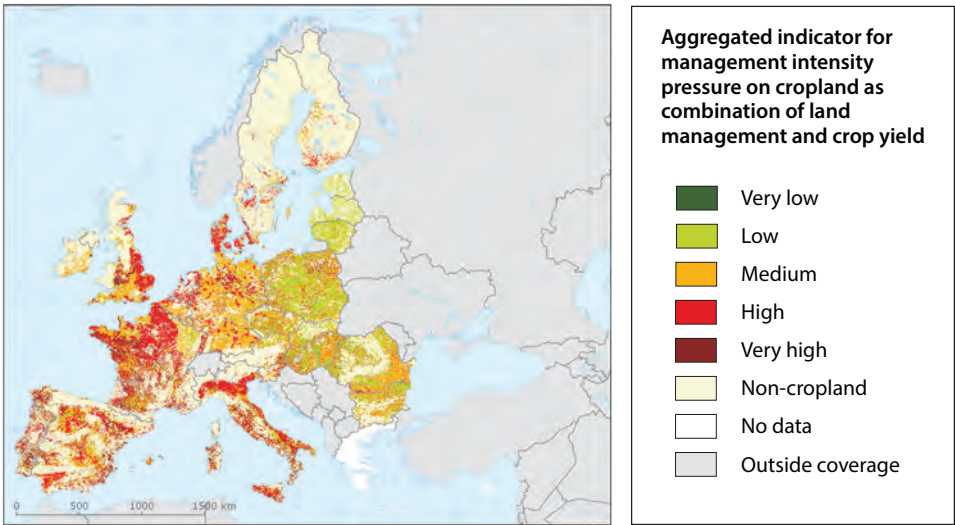 Aggregated indicator for
management intensity
pressure on cropland as
combination of land
management and crop yield
Very low
Low
Medium
High
Very high
Non-cropland
No data
Outside coverage
0 500 1000 1500 km